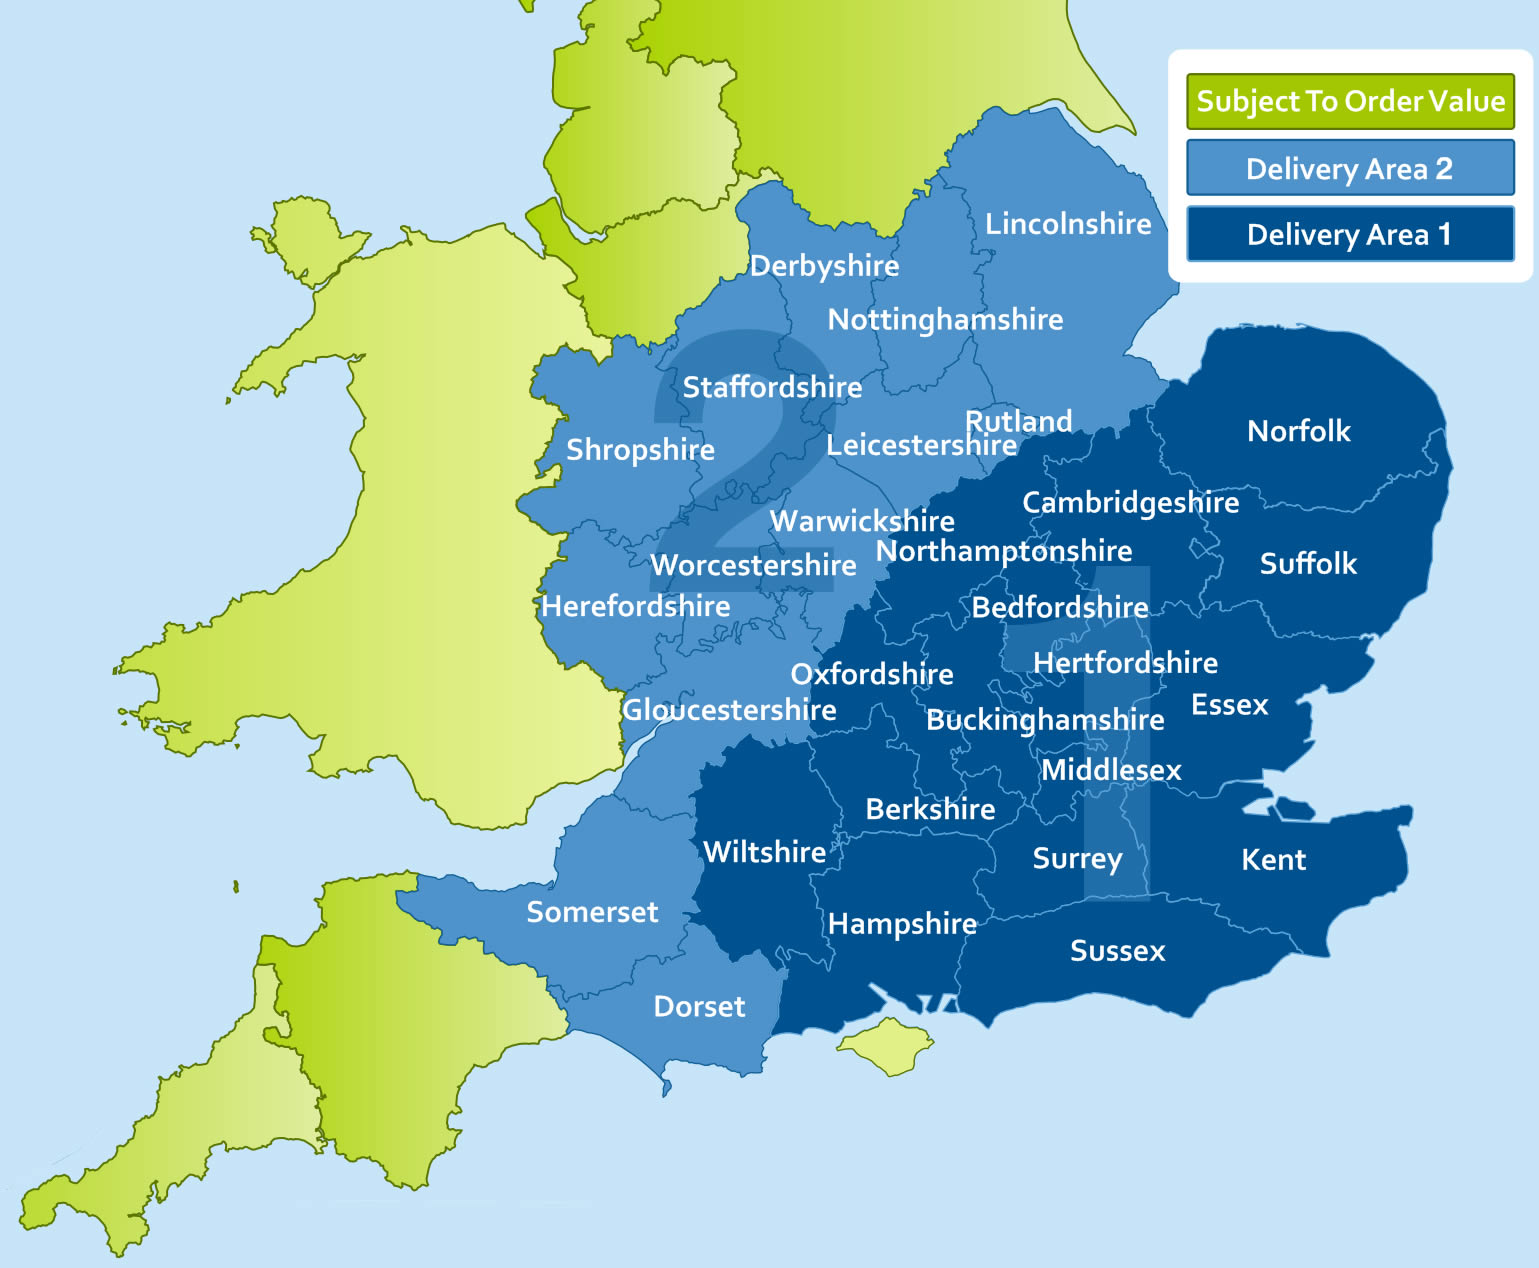 Subject To Order Value
Delivery Area 2
Delivery Area 1
Lincolnshire
Derbyshire
Nottinghamshire
2
Staffordshire
Rutland
Norfolk
Leicestershire
Shropshire
Cambridgeshire
Warwickshire
Northamptonshire
Suffolk
Worcestershire
Herefordshire
Bedfordshire
1
Hertfordshire
Oxfordshire
Essex
Gloucestershire
Buckinghamshire
Middlesex
Berkshire
Wiltshire
Surrey
Kent
Somerset
Hampshire
Sussex
Dorset